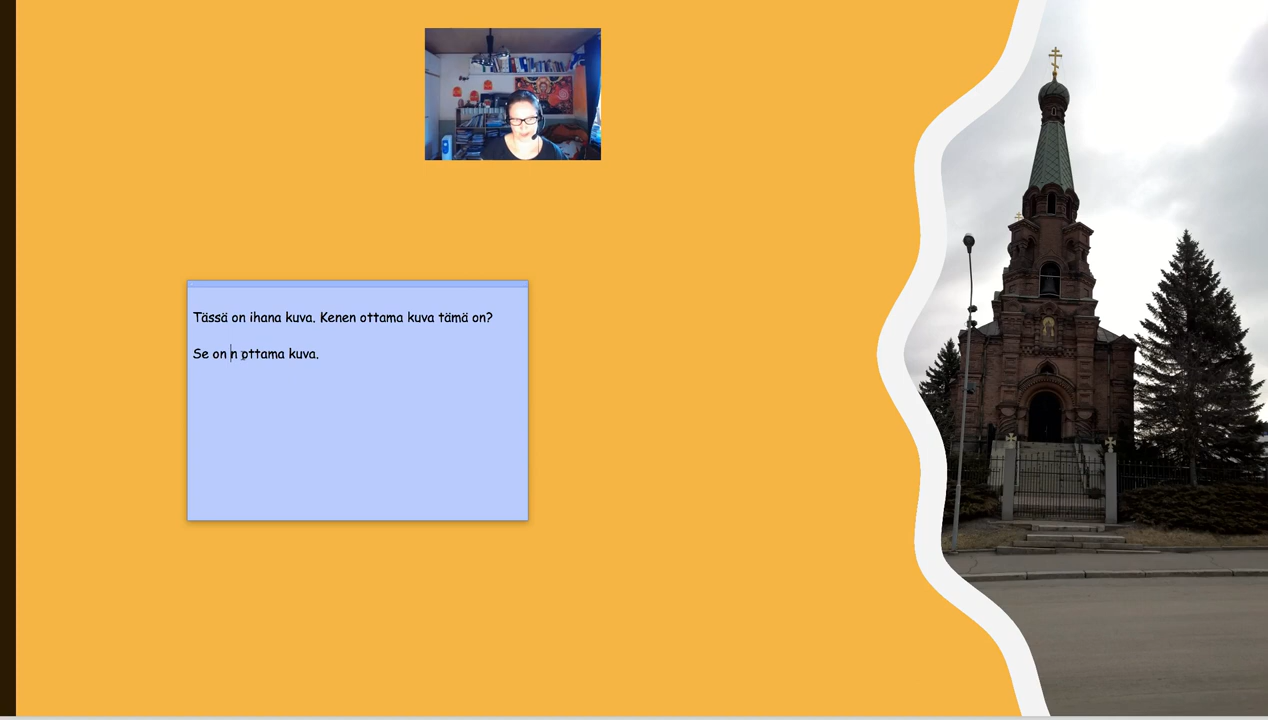 Tässä on ihana kuva. Kenen ottama kuva tämä on?
Se on n ottama kuva.